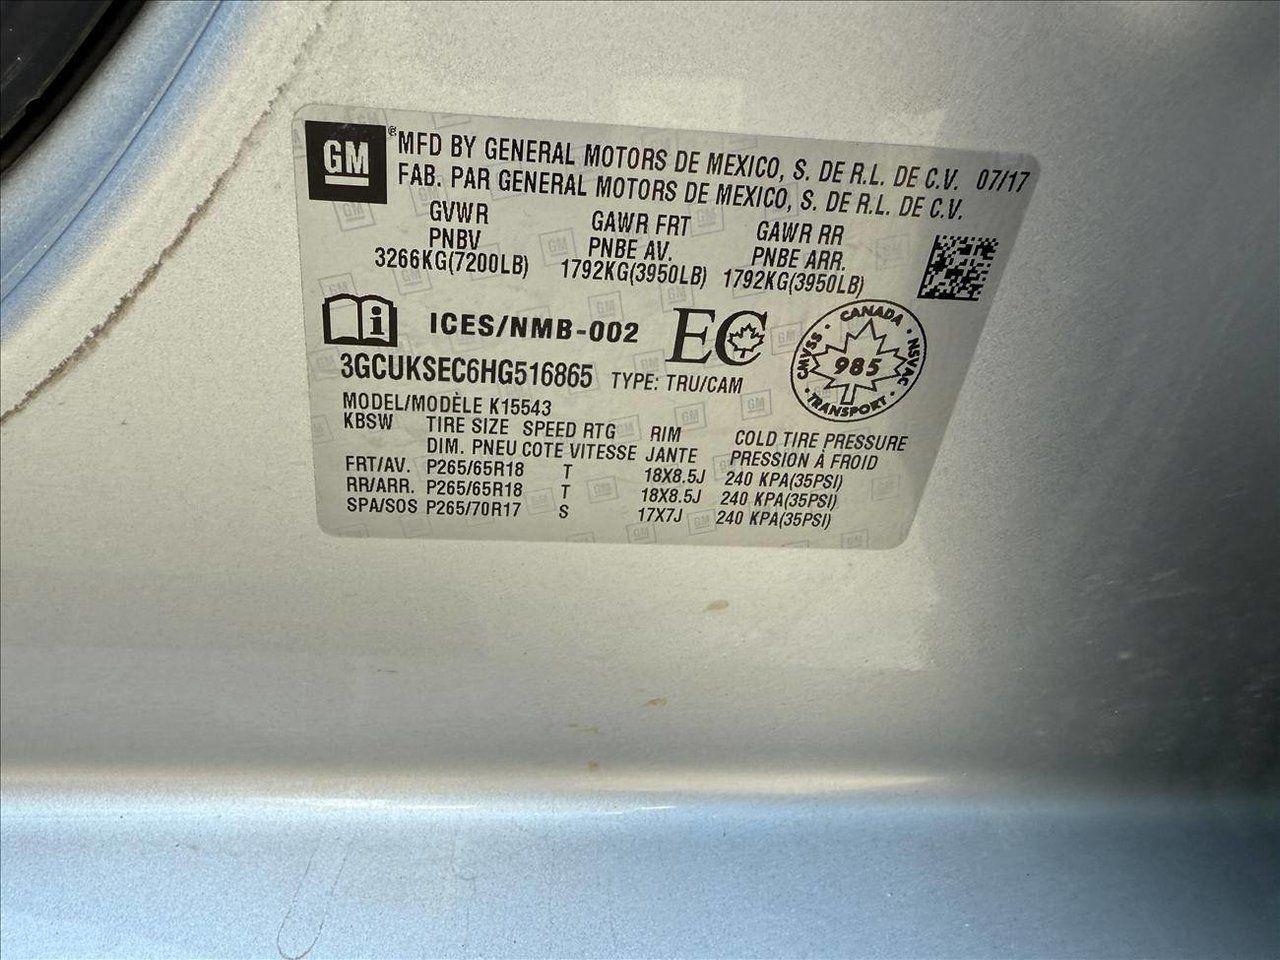 GM
® MFD BY GENERAL MOTORS DE MEXICO, S. DE R.L. DE C.V. 07/17
FAB. PAR GENERAL MOTORS DE MEXICO, S. DE R.L. DE C.V.
GVWR GAWR FRT GAWR RR
PNBV PNBE AV. PNBE ARR.
3266KG(7200LB) 1792KG(3950LB) 1792KG(3950LB)
i ICES/NMB-002 EC
CANADA
CMVSS 985 NSVAC
TRANSPORT
3GCUKSEC6HG516865 TYPE: TRU/CAM
MODEL/MODÈLE K15543
KBSW TIRE SIZE SPEED RTG RIM COLD TIRE PRESSURE
DIM. PNEU COTE VITESSE JANTE PRESSION À FROID
FRT/AV. P265/65R18 T 18X8.5J 240 KPA(35PSI)
RR/ARR. P265/65R18 T 18X8.5J 240 KPA(35PSI)
SPA/SOS P265/70R17 S 17X7J 240 KPA(35PSI)